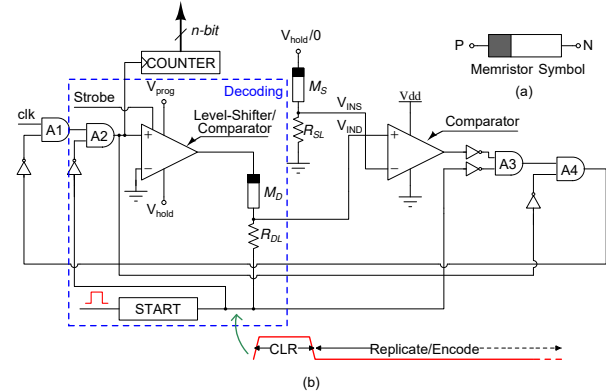 n-bit
COUNTER
V_hold/0
P
N
M_S
Memristor Symbol
(a)
Decoding
V_prog
Strobe
Level-Shifter/
Comparator
clk
A1
A2
+
−
V_hold
R_SL
V_INS
V_IND
Vdd
Comparator
+
−
A3
A4
M_D
R_DL
START
CLR
Replicate/Encode
(b)